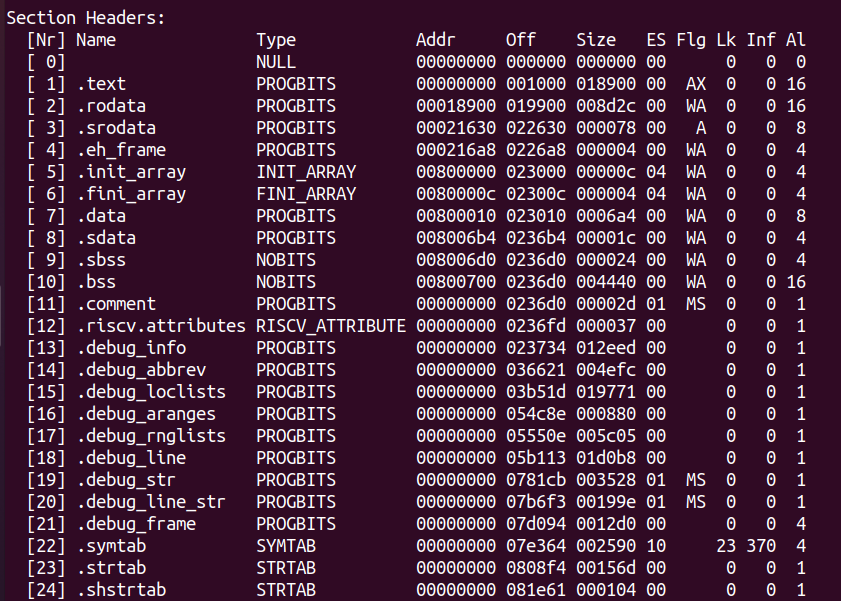 Section Headers:
  [Nr] Name              Type            Addr     Off    Size   ES Flg Lk Inf Al
  [ 0]                   NULL            00000000 000000 000000 00      0   0  0
  [ 1] .text             PROGBITS        00000000 001000 018900 00  AX  0   0 16
  [ 2] .rodata           PROGBITS        00018900 019900 008d2c 00  WA  0   0 16
  [ 3] .srodata          PROGBITS        00021630 022630 000078 00   A  0   0  8
  [ 4] .eh_frame         PROGBITS        000216a8 0226a8 000004 00  WA  0   0  4
  [ 5] .init_array       INIT_ARRAY      00800000 023000 00000c 04  WA  0   0  4
  [ 6] .fini_array       FINI_ARRAY      0080000c 02300c 000004 04  WA  0   0  4
  [ 7] .data             PROGBITS        00800010 023010 0006a4 00  WA  0   0  8
  [ 8] .sdata            PROGBITS        008006b4 0236b4 00001c 00  WA  0   0  4
  [ 9] .sbss             NOBITS          008006d0 0236d0 000024 00  WA  0   0  4
  [10] .bss              NOBITS          00800700 0236d0 004440 00  WA  0   0 16
  [11] .comment          PROGBITS        00000000 0236d0 00002d 01  MS  0   0  1
  [12] .riscv.attributes RISCV_ATTRIBUTE 00000000 0236fd 000037 00      0   0  1
  [13] .debug_info       PROGBITS        00000000 023734 012eed 00      0   0  1
  [14] .debug_abbrev     PROGBITS        00000000 036621 004efc 00      0   0  1
  [15] .debug_loclists   PROGBITS        00000000 03b51d 019771 00      0   0  1
  [16] .debug_aranges    PROGBITS        00000000 054c8e 000880 00      0   0  1
  [17] .debug_rnglists   PROGBITS        00000000 05550e 005c05 00      0   0  1
  [18] .debug_line       PROGBITS        00000000 05b113 01d0b8 00      0   0  1
  [19] .debug_str        PROGBITS        00000000 0781cb 003528 01  MS  0   0  1
  [20] .debug_line_str   PROGBITS        00000000 07b6f3 00199e 01  MS  0   0  1
  [21] .debug_frame      PROGBITS        00000000 07d094 0012d0 00      0   0  4
  [22] .symtab           SYMTAB          00000000 07e364 002590 10     23 370  4
  [23] .strtab           STRTAB          00000000 0808f4 00156d 00      0   0  1
  [24] .shstrtab         STRTAB          00000000 081e61 000104 00      0   0  1